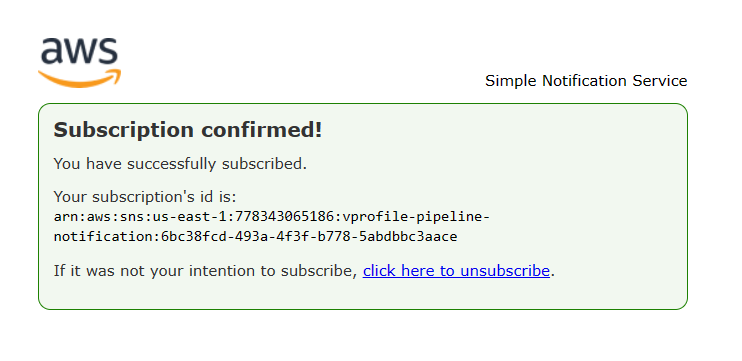 aws
Simple Notification Service
Subscription confirmed!
You have successfully subscribed.
Your subscription's id is:
arn:aws:sns:us-east-1:778343065186:vprofile-pipeline-
notification:6bc38fcd-493a-4f3f-b778-5abdbbc3aace
If it was not your intention to subscribe, click here to unsubscribe.